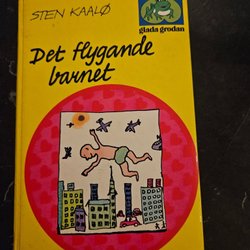 STEN KAALØ
glada grodan
Det flygande
barnet